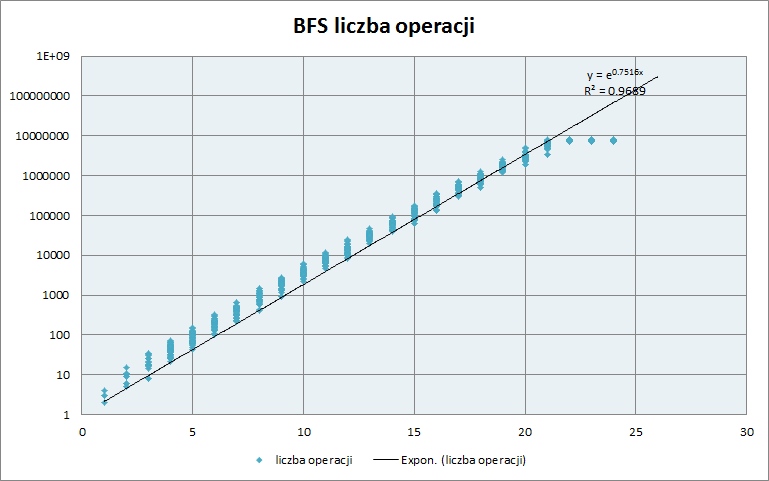 BFS liczba operacji
1E+09
y = e0.7516x
R² = 0.9689
100000000
10000000
1000000
100000
10000
1000
100
10
1
0 5 10 15 20 25 30
liczba operacji Expon. (liczba operacji)